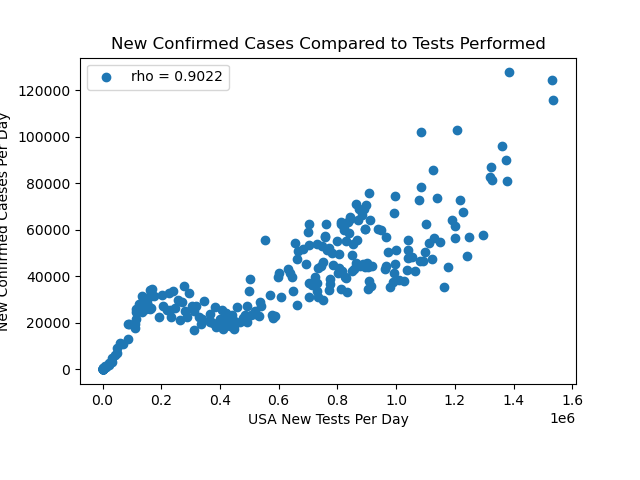 New Confirmed Cases Compared to Tests Performed
rho = 0.9022
New Confirmed Caeses Per Day
120000
100000
80000
60000
40000
20000
0
0.0 0.2 0.4 0.6 0.8 1.0 1.2 1.4 1.6
1e6
USA New Tests Per Day